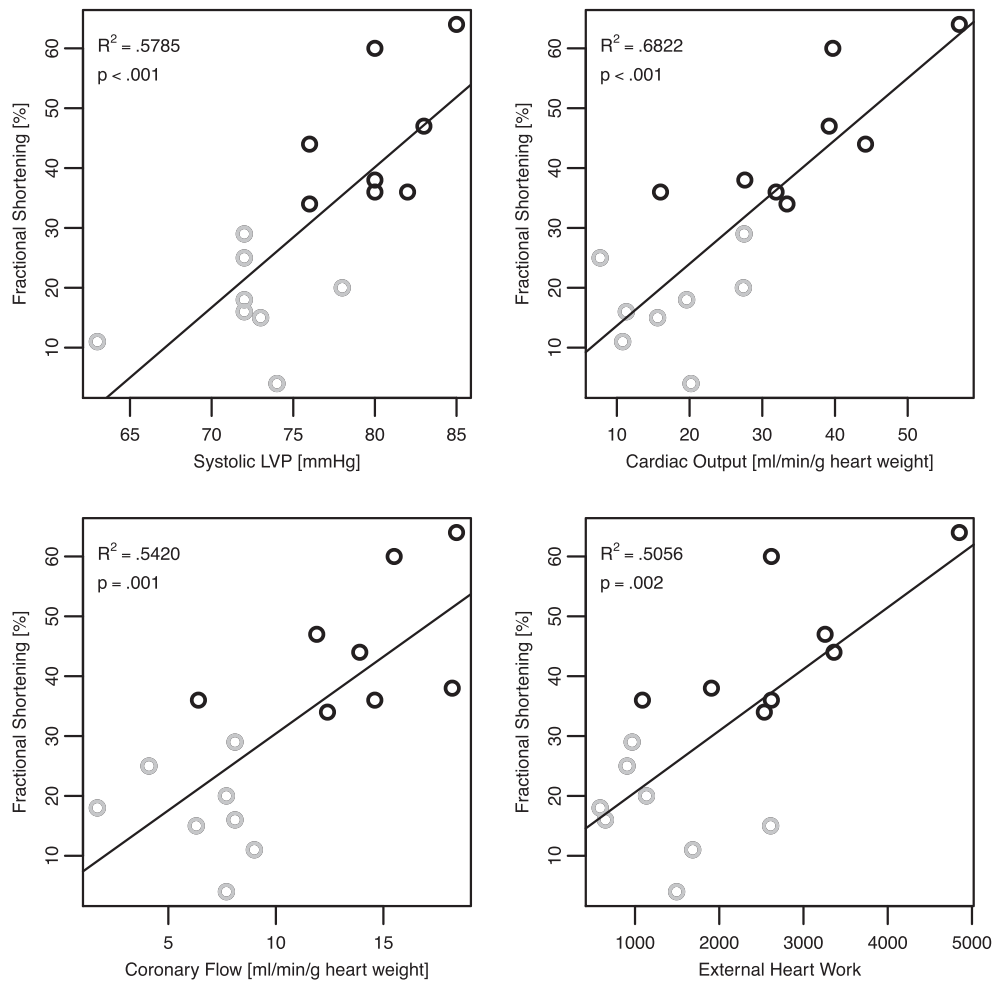 R² = .5785
p < .001
Fractional Shortening [%]
10 20 30 40 50 60
65 70 75 80 85
Systolic LVP [mmHg]
R² = .6822
p < .001
Fractional Shortening [%]
10 20 30 40 50 60
10 20 30 40 50
Cardiac Output [ml/min/g heart weight]
R² = .5420
p = .001
Fractional Shortening [%]
10 20 30 40 50 60
5 10 15
Coronary Flow [ml/min/g heart weight]
R² = .5056
p = .002
Fractional Shortening [%]
10 20 30 40 50 60
1000 2000 3000 4000 5000
External Heart Work